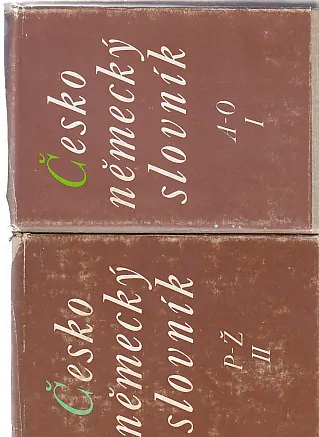 Česko
německý
slovník
A-O
I
Česko
německý
slovník
P-Ž
II